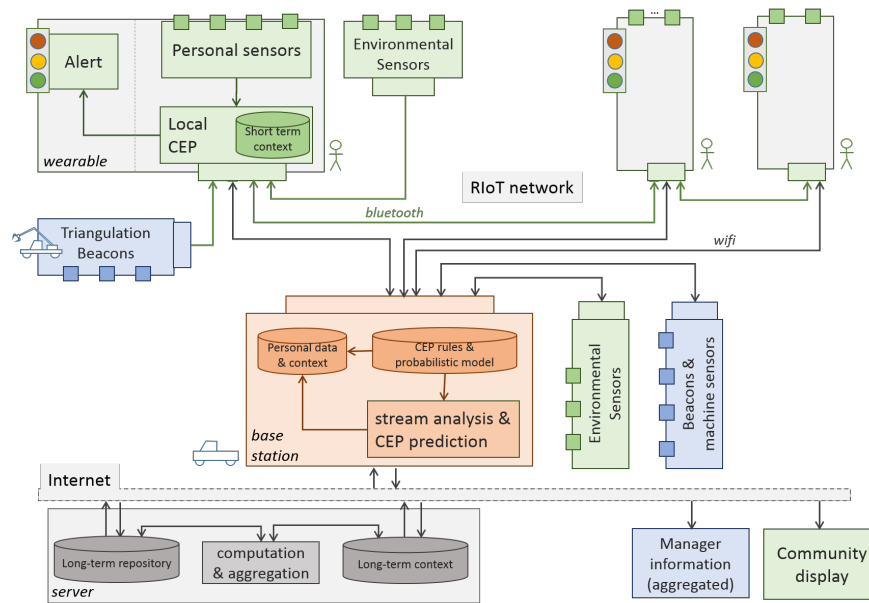 Alert
Personal sensors
Environmental
Sensors
...
Local
CEP
Short term
context
wearable
RIoT network
bluetooth
wifi
Triangulation
Beacons
Personal data
& context
CEP rules &
probabilistic model
stream analysis &
CEP prediction
base
station
Environmental
Sensors
Beacons &
machine sensors
Internet
Long-term repository
computation
& aggregation
Long-term context
server
Manager
information
(aggregated)
Community
display